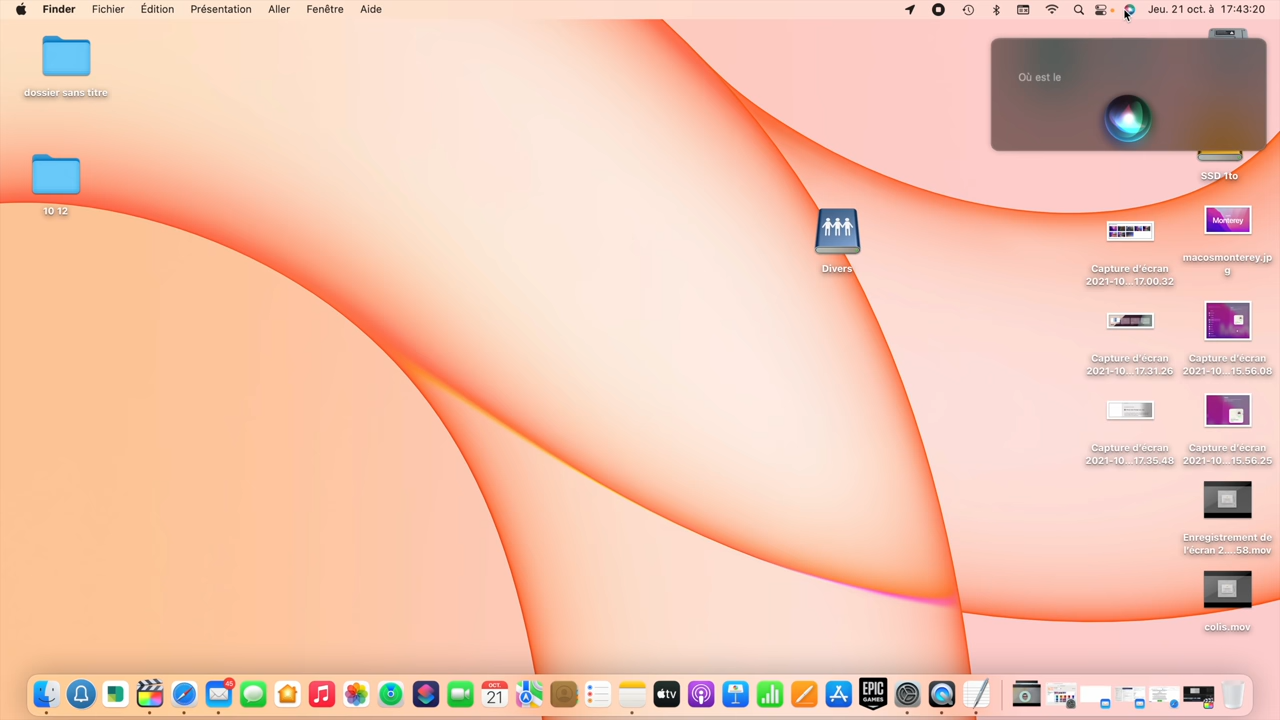 Finder Fichier Édition Présentation Aller Fenêtre Aide Jeu. 21 oct. à 17:43:20
Où est le
dossier sans titre
SSD 1to
10 12
Monterey
macosmonterey.jp
g
Divers
Capture d'écran
2021-10...17.00.32
Capture d'écran
2021-10...17.31.26
Capture d'écran
2021-10...15.56.08
Capture d'écran
2021-10...17.35.48
Capture d'écran
2021-10...15.56.25
Enregistrement de
l'écran 2....58.mov
colis.mov
45
OCT.
21
tv
EPIC
GAMES